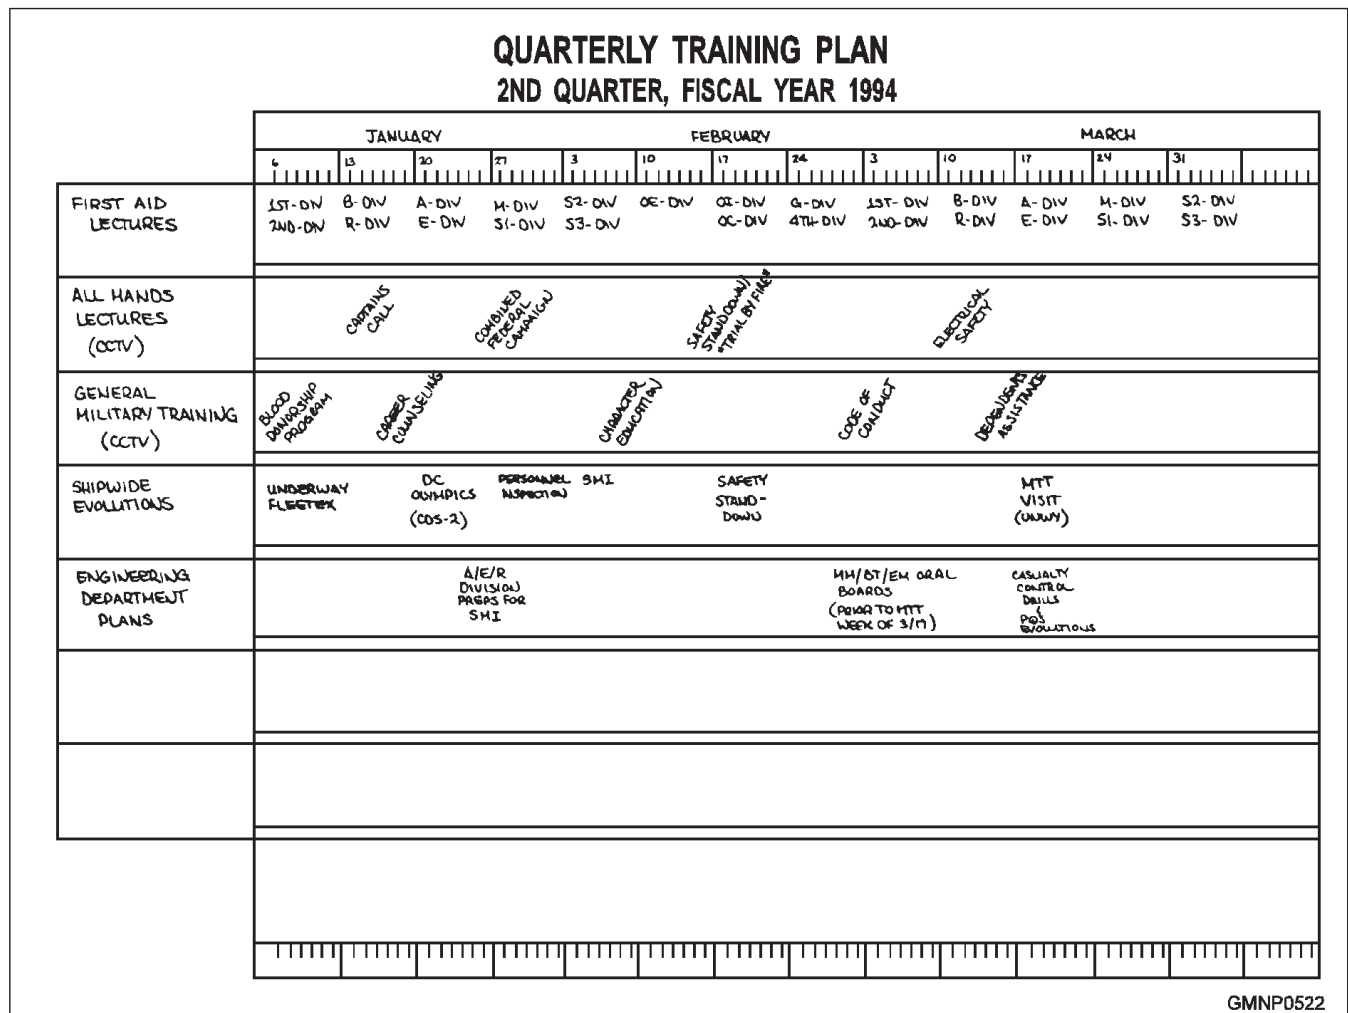 QUARTERLY TRAINING PLAN
2ND QUARTER, FISCAL YEAR 1994
JANUARY FEBRUARY MARCH
6 13 20 27 3 10 17 24 3 10 17 24 31
FIRST AID
LECTURES
1ST-DIV B-DIV A-DIV M-DIV S2-DIV OE-DIV OI-DIV G-DIV 1ST-DIV B-DIV A-DIV M-DIV S2-DIV
2ND-DIV R-DIV E-DIV S1-DIV S3-DIV OC-DIV 4TH-DIV 2ND-DIV R-DIV E-DIV S1-DIV S3-DIV
ALL HANDS
LECTURES
(CCTV)
CAPTAINS
CALL
COMBINED
FEDERAL
CAMPAIGN
SAFETY
STANDDOWN/
"TRIAL BY FIRE"
ELECTRICAL
SAFETY
GENERAL
MILITARY TRAINING
(CCTV)
BLOOD
DONORSHIP
PROGRAM
CAREER
COUNSELING
CHARACTER
EDUCATION
CODE OF
CONDUCT
DEPENDENTS
ASSISTANCE
SHIPWIDE
EVOLUTIONS
UNDERWAY
FLEETEX
DC
OLYMPICS
(CDS-2)
PERSONNEL
INSPECTION
SMI
SAFETY
STAND-
DOWN
MTT
VISIT
(UNWY)
ENGINEERING
DEPARTMENT
PLANS
A/E/R
DIVISION
PREPS FOR
SMI
MM/BT/EM ORAL
BOARDS
(PRIOR TO MTT
WEEK OF 3/17)
CASUALTY
CONTROL
DRILLS
&
PQS
EVOLUTIONS
GMNP0522